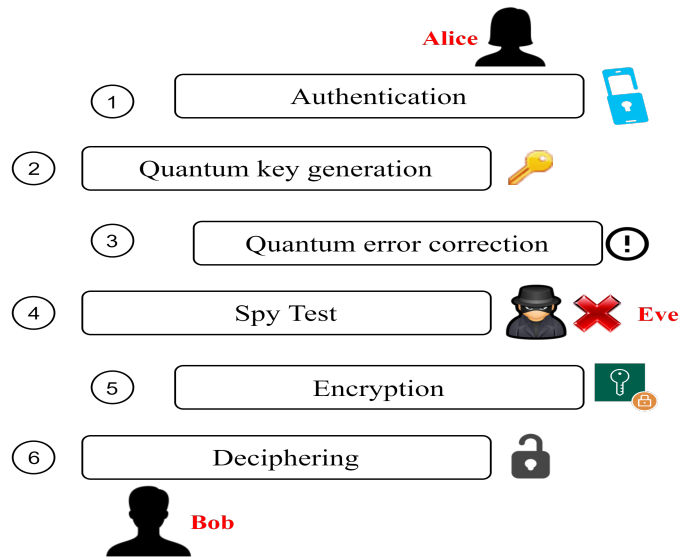 Alice
1
Authentication
2
Quantum key generation
3
Quantum error correction
4
Spy Test
Eve
5
Encryption
6
Deciphering
Bob